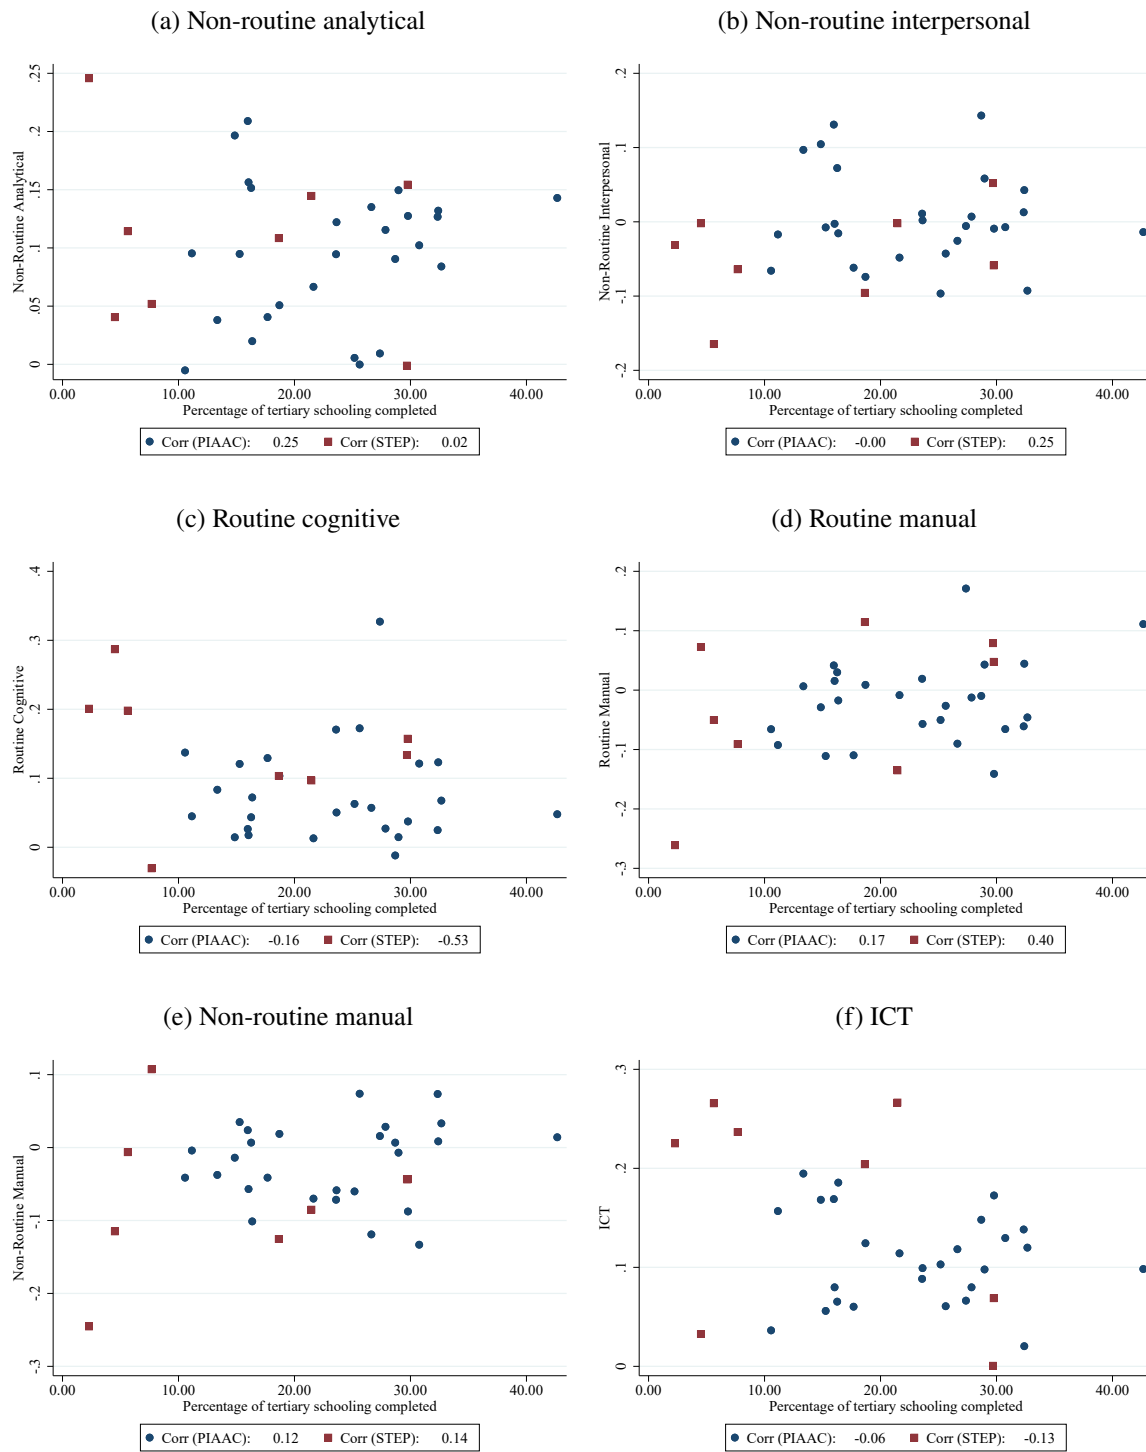 (a) Non-routine analytical
(b) Non-routine interpersonal
Non-Routine Analytical
.25
.2
.15
.1
.05
0
0.00 10.00 20.00 30.00 40.00
Percentage of tertiary schooling completed
Corr (PIAAC): 0.25 Corr (STEP): 0.02
Non-Routine Interpersonal
.2
.1
0
-.1
-.2
0.00 10.00 20.00 30.00 40.00
Percentage of tertiary schooling completed
Corr (PIAAC): -0.00 Corr (STEP): 0.25
(c) Routine cognitive
(d) Routine manual
Routine Cognitive
.4
.3
.2
.1
0
0.00 10.00 20.00 30.00 40.00
Percentage of tertiary schooling completed
Corr (PIAAC): -0.16 Corr (STEP): -0.53
Routine Manual
.2
.1
0
-.1
-.2
-.3
0.00 10.00 20.00 30.00 40.00
Percentage of tertiary schooling completed
Corr (PIAAC): 0.17 Corr (STEP): 0.40
(e) Non-routine manual
(f) ICT
Non-Routine Manual
.1
0
-.1
-.2
-.3
0.00 10.00 20.00 30.00 40.00
Percentage of tertiary schooling completed
Corr (PIAAC): 0.12 Corr (STEP): 0.14
ICT
.3
.2
.1
0
0.00 10.00 20.00 30.00 40.00
Percentage of tertiary schooling completed
Corr (PIAAC): -0.06 Corr (STEP): -0.13